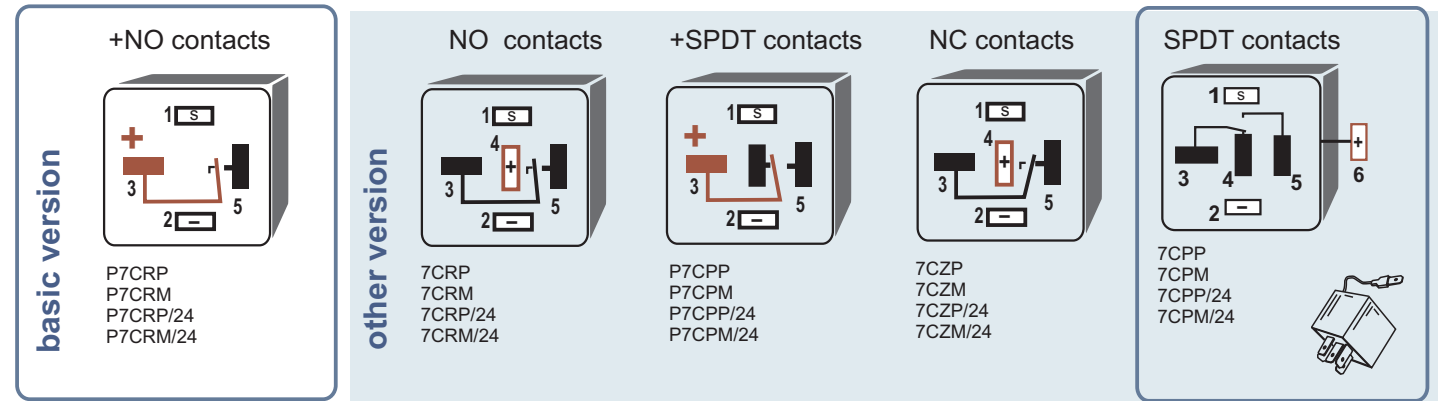 basic version
+NO contacts
1 S
+
3
5
2 −
P7CRP
P7CRM
P7CRP/24
P7CRM/24
other version
NO contacts
1 S
4
+
3
5
2 −
7CRP
7CRM
7CRP/24
7CRM/24
+SPDT contacts
1 S
+
3
5
2 −
P7CPP
P7CPM
P7CPP/24
P7CPM/24
NC contacts
1 S
4
+
3
5
2 −
7CZP
7CZM
7CZP/24
7CZM/24
SPDT contacts
1 S
+
3 4 5 6
2 −
7CPP
7CPM
7CPP/24
7CPM/24